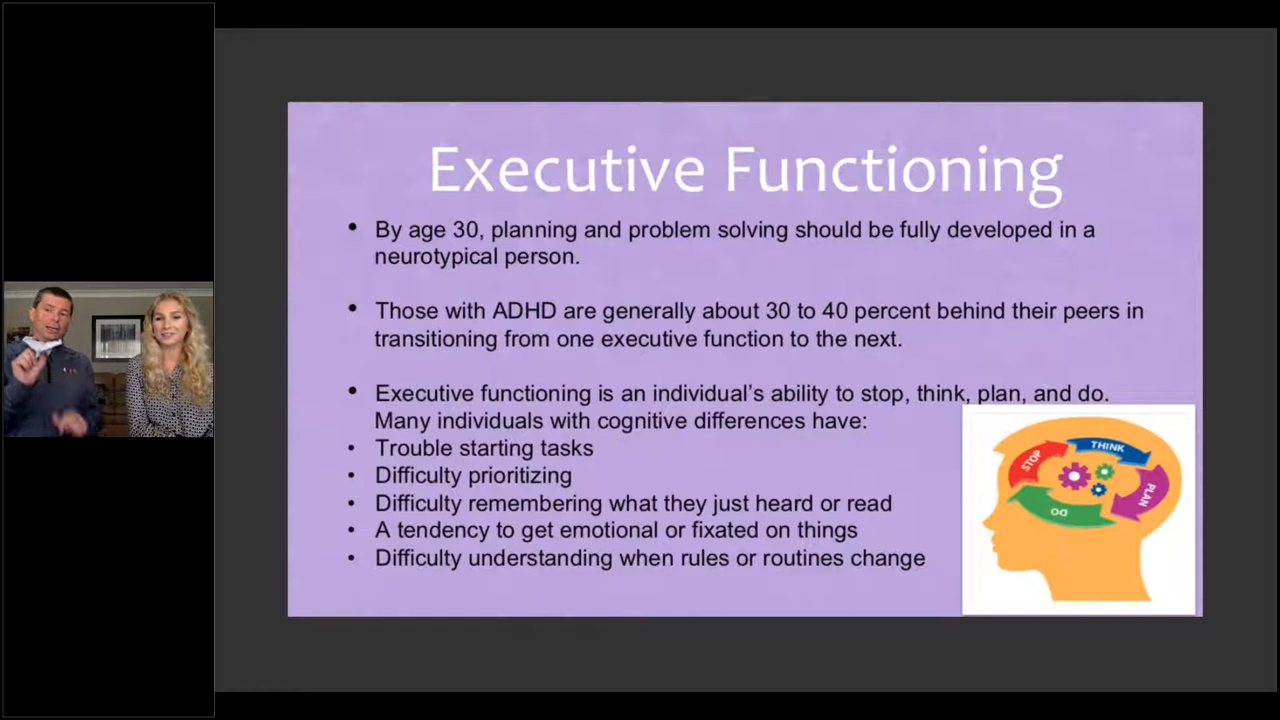 Executive Functioning
• By age 30, planning and problem solving should be fully developed in a
neurotypical person.
• Those with ADHD are generally about 30 to 40 percent behind their peers in
transitioning from one executive function to the next.
• Executive functioning is an individual’s ability to stop, think, plan, and do.
Many individuals with cognitive differences have:
• Trouble starting tasks
• Difficulty prioritizing
• Difficulty remembering what they just heard or read
• A tendency to get emotional or fixated on things
• Difficulty understanding when rules or routines change
STOP
THINK
PLAN
DO